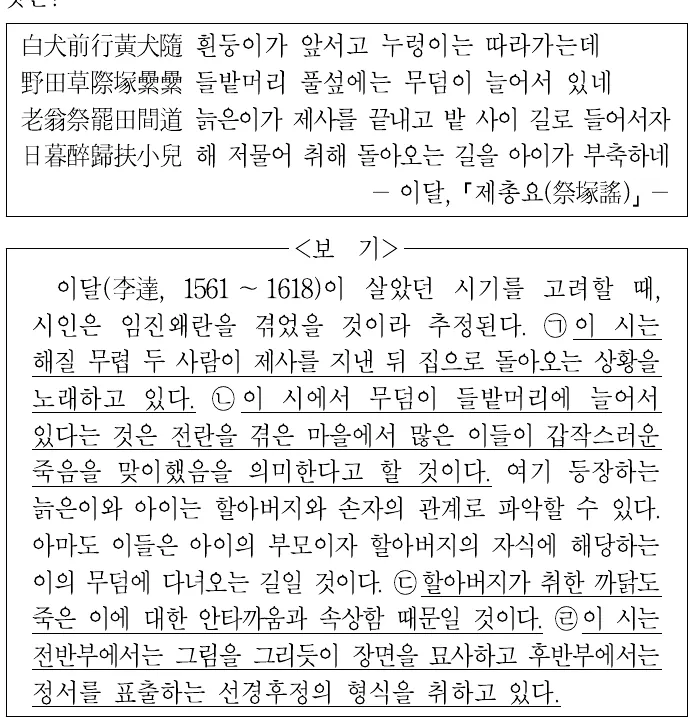 것은?
白犬前行黃犬隨 흰둥이가 앞서고 누렁이는 따라가는데
野田草際塚纍纍 들밭머리 풀섶에는 무덤이 늘어서 있네
老翁祭罷田間道 늙은이가 제사를 끝내고 밭 사이 길로 들어서자
日暮醉歸扶小兒 해 저물어 취해 돌아오는 길을 아이가 부축하네
－ 이달, 「제총요(祭塚謠)」－
<보 기>
이달(李達, 1561 ~ 1618)이 살았던 시기를 고려할 때,
시인은 임진왜란을 겪었을 것이라 추정된다. ㉠ 이 시는
해질 무렵 두 사람이 제사를 지낸 뒤 집으로 돌아오는 상황을
노래하고 있다. ㉡ 이 시에서 무덤이 들밭머리에 늘어서
있다는 것은 전란을 겪은 마을에서 많은 이들이 갑작스러운
죽음을 맞이했음을 의미한다고 할 것이다. 여기 등장하는
늙은이와 아이는 할아버지와 손자의 관계로 파악할 수 있다.
아마도 이들은 아이의 부모이자 할아버지의 자식에 해당하는
이의 무덤에 다녀오는 길일 것이다. ㉢ 할아버지가 취한 까닭도
죽은 이에 대한 안타까움과 속상함 때문일 것이다. ㉣ 이 시는
전반부에서는 그림을 그리듯이 장면을 묘사하고 후반부에서는
정서를 표출하는 선경후정의 형식을 취하고 있다.